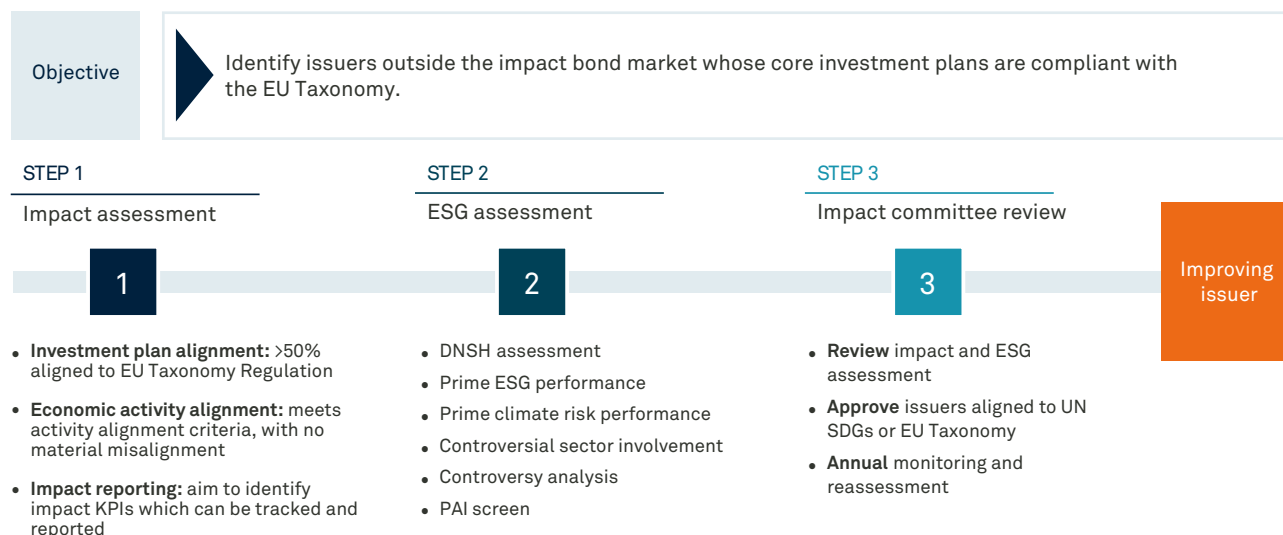 Objective
Identify issuers outside the impact bond market whose core investment plans are compliant with
the EU Taxonomy.
STEP 1
Impact assessment
1
• Investment plan alignment: >50%
aligned to EU Taxonomy Regulation
• Economic activity alignment: meets
activity alignment criteria, with no
material misalignment
• Impact reporting: aim to identify
impact KPIs which can be tracked and
reported
STEP 2
ESG assessment
2
• DNSH assessment
• Prime ESG performance
• Prime climate risk performance
• Controversial sector involvement
• Controversy analysis
• PAI screen
STEP 3
Impact committee review
3
• Review impact and ESG
assessment
• Approve issuers aligned to UN
SDGs or EU Taxonomy
• Annual monitoring and
reassessment
Improving
issuer